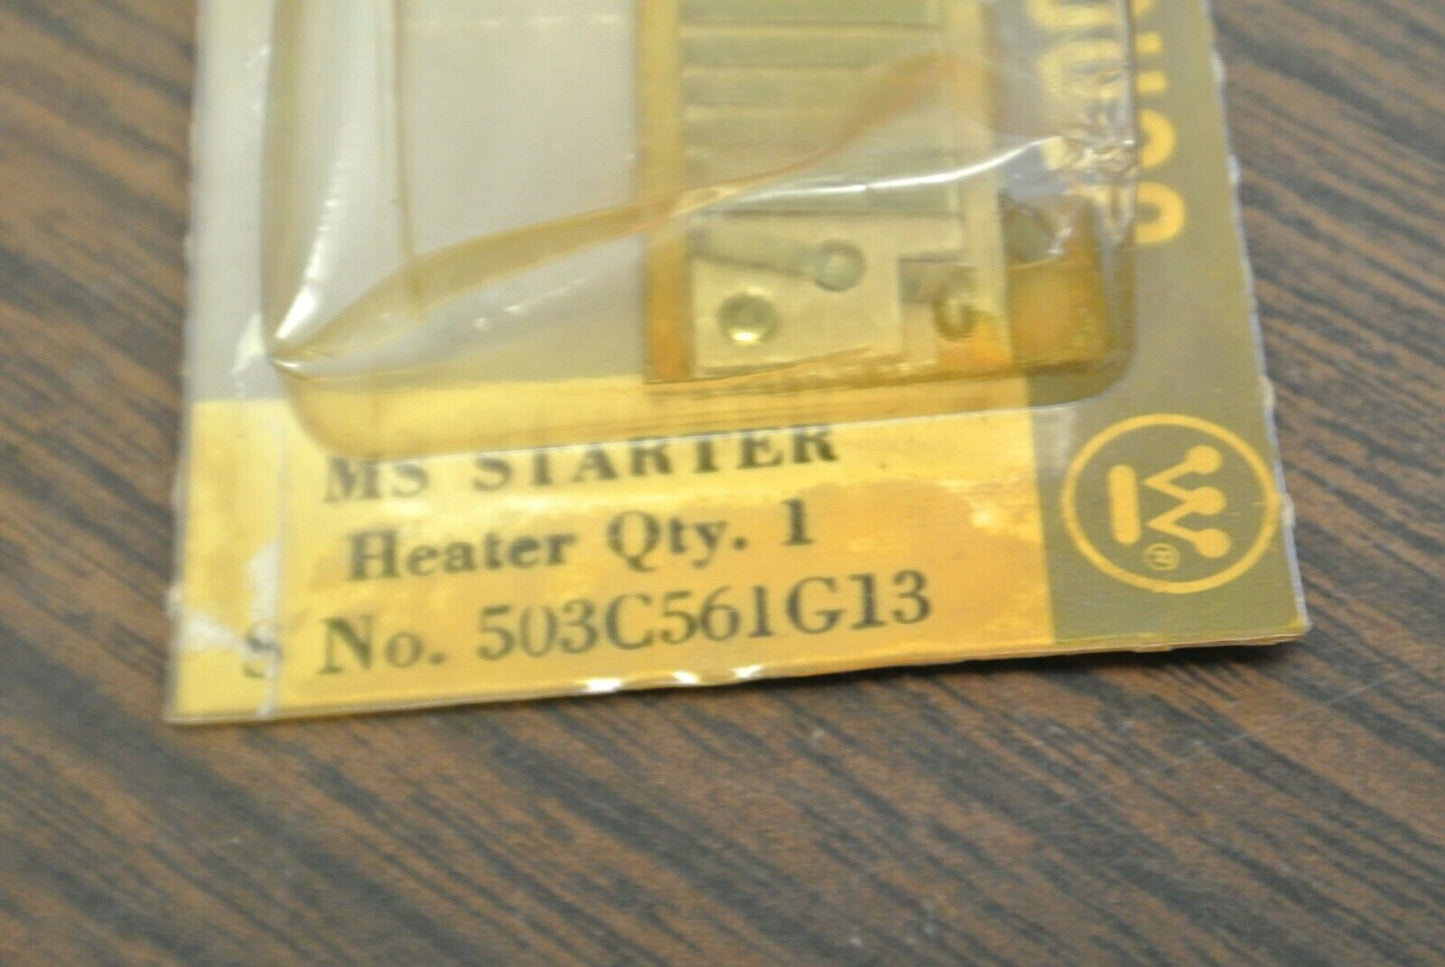 MS STARTER
Heater Qty. 1
S No. 503C561G13
W
®